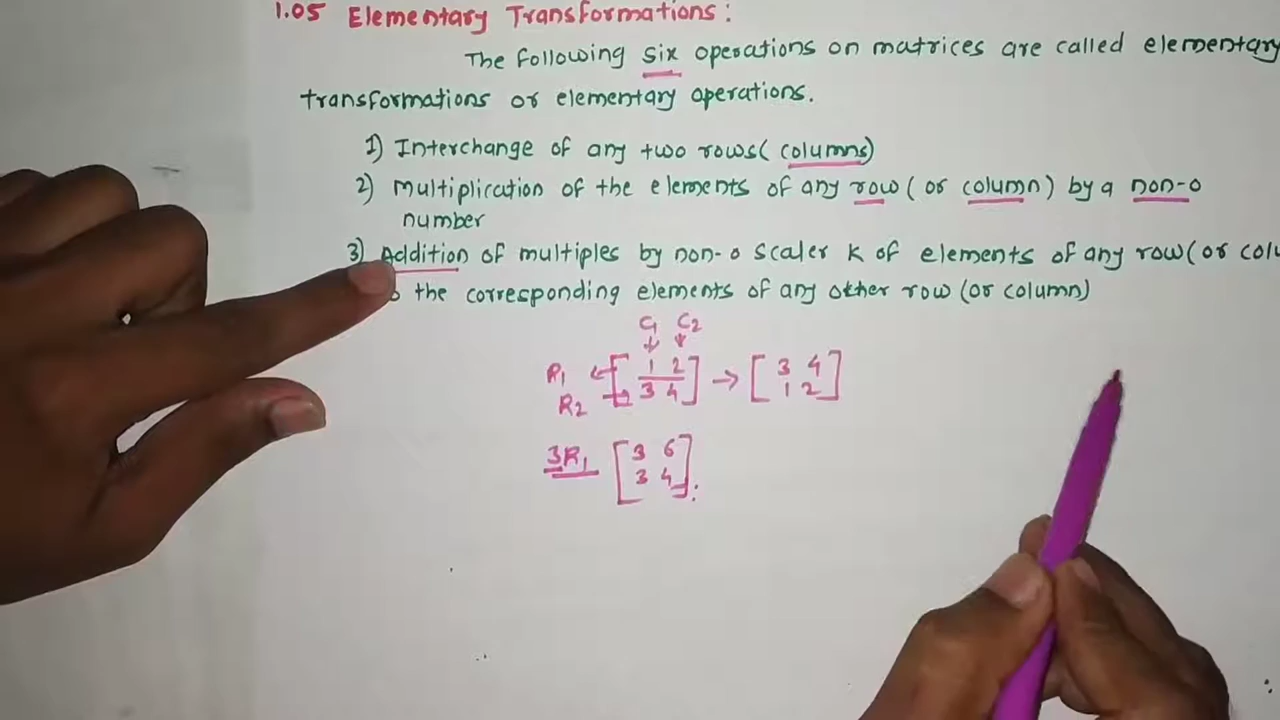 1.05 Elementary Transformations:
The following six operations on matrices are called elementary
transformations or elementary operations.
1) Interchange of any two rows( columns)
2) multiplication of the elements of any row ( or column ) by a non-0
number
3) Addition of multiples by non-0 scaler k of elements of any row( or colu
the corresponding elements of any other row (or column)
C1 C2
R1 [ 1 2 ] → [ 3 4 ]
R2 [ 3 4 ] [ 1 2 ]
3R1 [ 3 6 ]
[ 3 4 ]